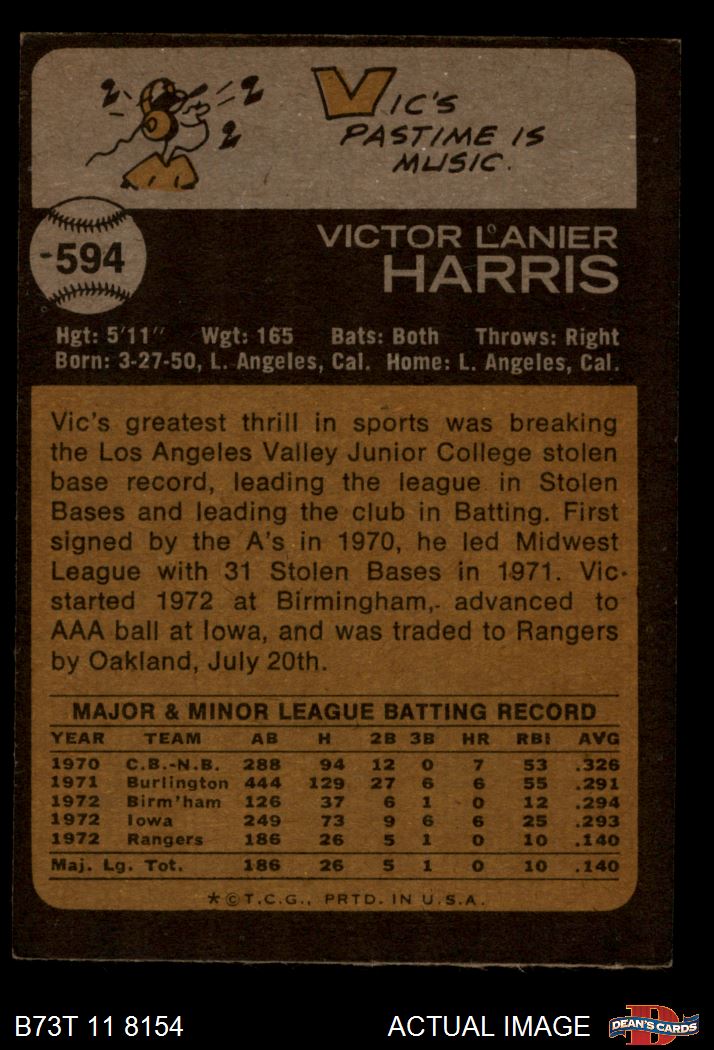 VIC'S
PASTIME IS
MUSIC.
-594
VICTOR LANIER
HARRIS
Hgt: 5'11" Wgt: 165 Bats: Both Throws: Right
Born: 3-27-50, L. Angeles, Cal. Home: L. Angeles, Cal.
Vic's greatest thrill in sports was breaking
the Los Angeles Valley Junior College stolen
base record, leading the league in Stolen
Bases and leading the club in Batting. First
signed by the A's in 1970, he led Midwest
League with 31 Stolen Bases in 1971. Vic
started 1972 at Birmingham, advanced to
AAA ball at Iowa, and was traded to Rangers
by Oakland, July 20th.
MAJOR & MINOR LEAGUE BATTING RECORD
YEAR TEAM AB H 2B 3B HR RBI AVG
1970 C.B.-N.B. 288 94 12 0 7 53 .326
1971 Burlington 444 129 27 6 6 55 .291
1972 Birm'ham 126 37 6 1 0 12 .294
1972 Iowa 249 73 9 6 6 25 .293
1972 Rangers 186 26 5 1 0 10 .140
Maj. Lg. Tot. 186 26 5 1 0 10 .140
*©T.C.G., PRTD. IN U.S.A.
B73T 11 8154 ACTUAL IMAGE D DEAN'S CARDS